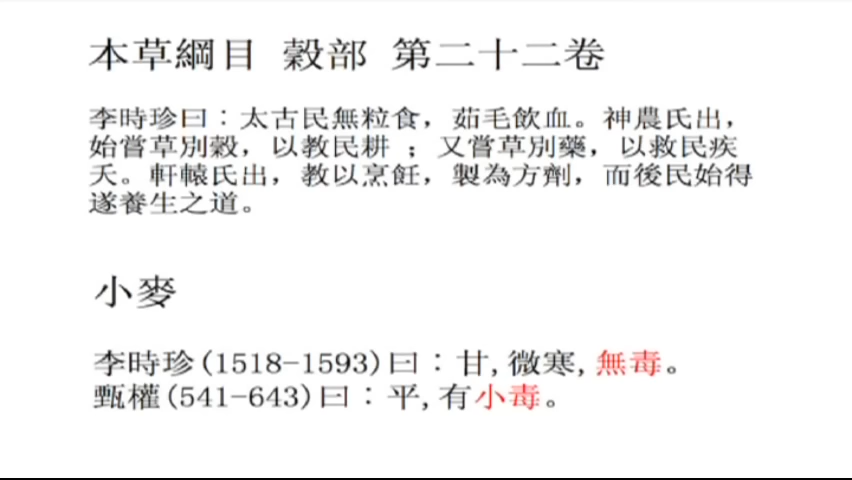 本草綱目 穀部 第二十二卷
李時珍曰：太古民無粒食，茹毛飲血。神農氏出，
始嘗草別穀，以教民耕 ；又嘗草別藥，以救民疾
夭。軒轅氏出，教以烹飪，製為方劑，而後民始得
遂養生之道。
小麥
李時珍(1518-1593)曰：甘,微寒,無毒。
甄權(541-643)曰：平,有小毒。